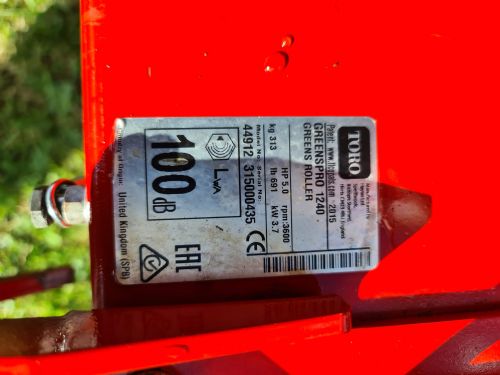 TORO
Patent: www.ttcopats.com
2015
GREENSPRO 1240
GREENS ROLLER
HP 5.0
rpm:3600
lb 691
kW 3.7
kg 313
Model No.
Serial No.
44912
315000435
CE
LWA
100
dB
EAC
Country of Origin:
United Kingdom (SPB)